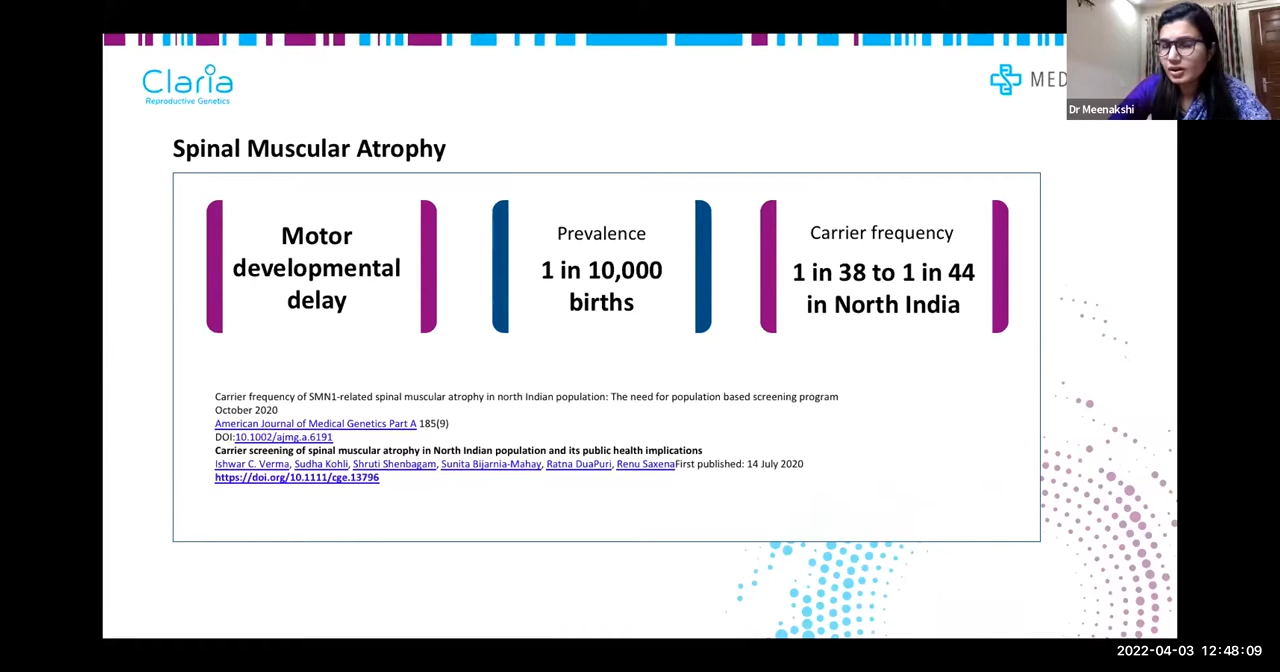 Claria
Reproductive Genetics
MED
Dr Meenakshi
Spinal Muscular Atrophy
Motor
developmental
delay
Prevalence
1 in 10,000
births
Carrier frequency
1 in 38 to 1 in 44
in North India
Carrier frequency of SMN1-related spinal muscular atrophy in north Indian population: The need for population based screening program
October 2020
American Journal of Medical Genetics Part A 185(9)
DOI:10.1002/ajmg.a.6191
Carrier screening of spinal muscular atrophy in North Indian population and its public health implications
Ishwar C. Verma, Sudha Kohli, Shruti Shenbagam, Sunita Bijarnia-Mahay, Ratna DuaPuri, Renu SaxenaFirst published: 14 July 2020
https://doi.org/10.1111/cge.13796
2022-04-03 12:48:09